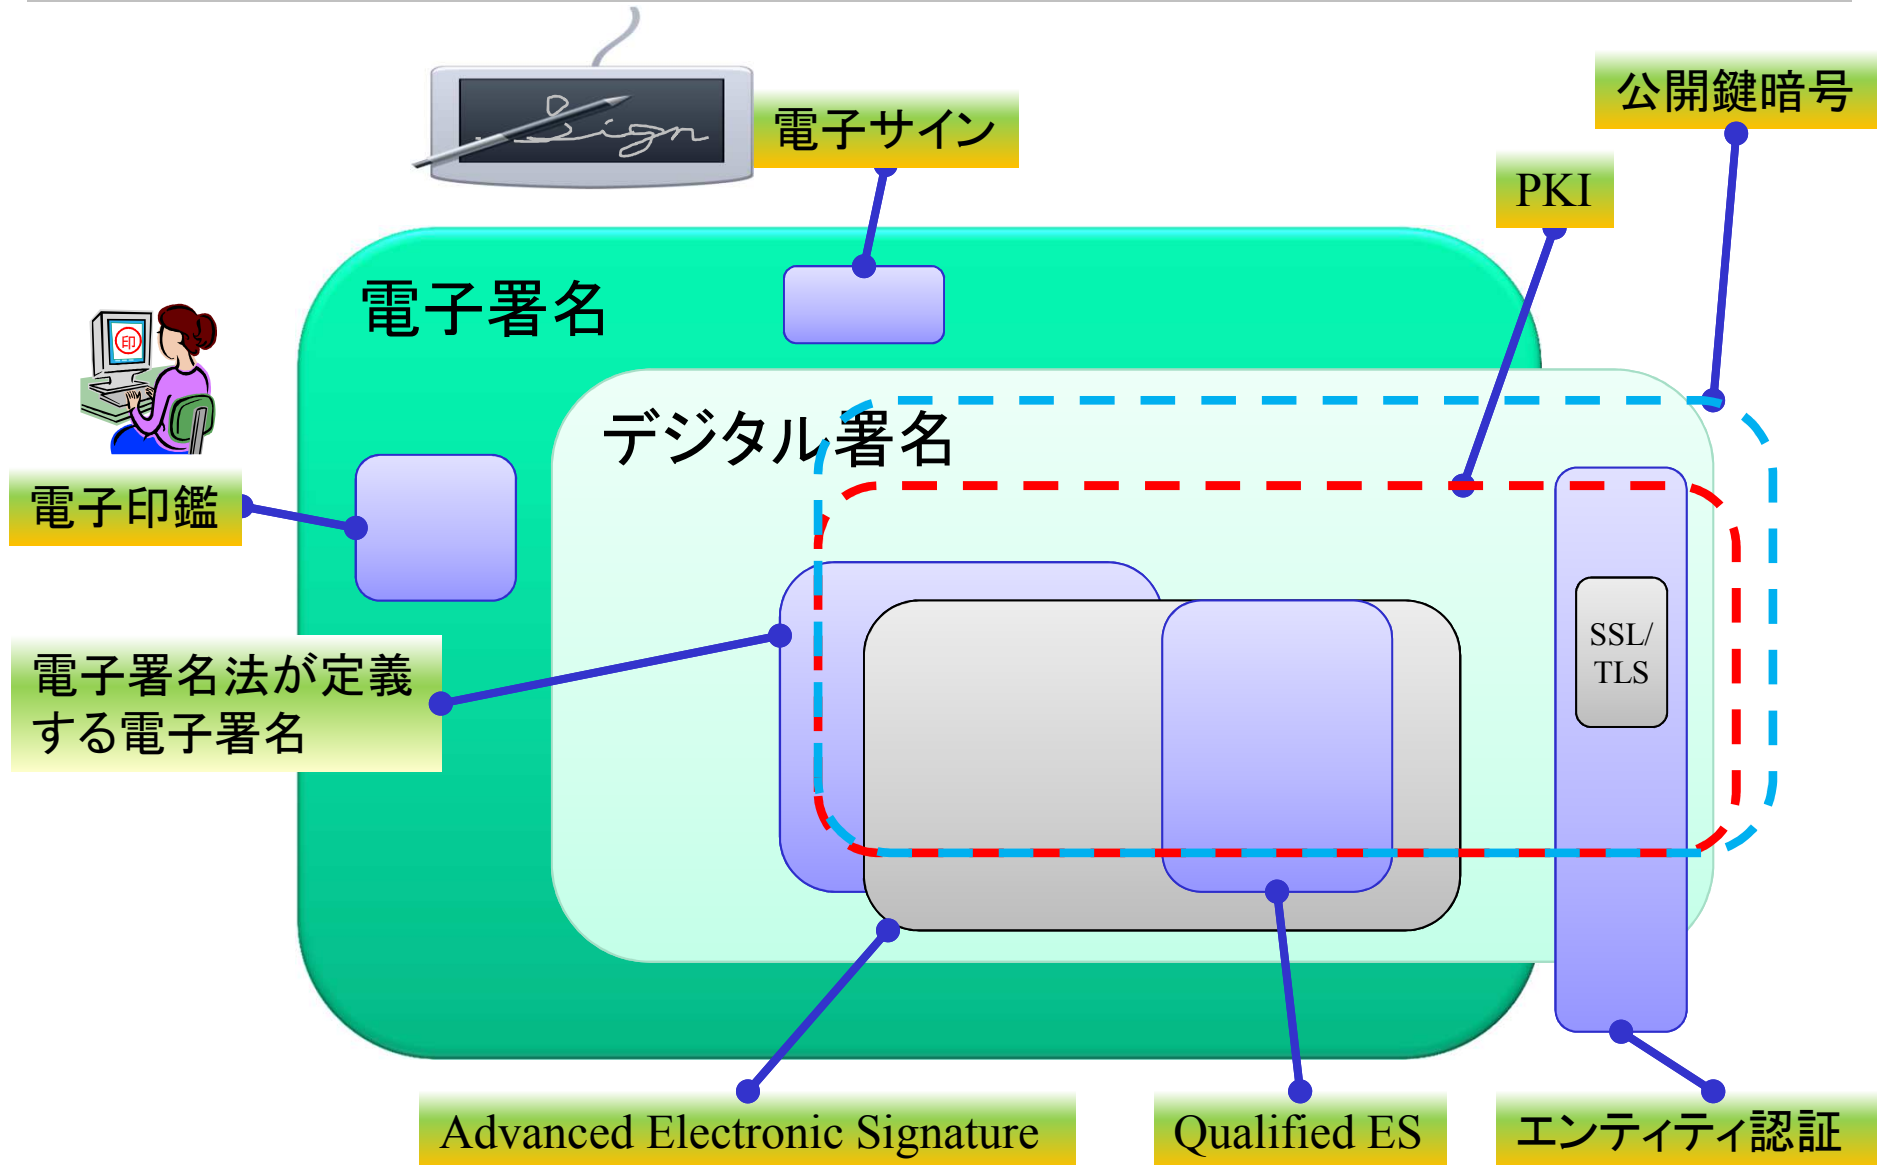 Sign
電子サイン
公開鍵暗号
PKI
電子署名
印
デジタル署名
電子印鑑
SSL/
TLS
電子署名法が定義
する電子署名
Advanced Electronic Signature
Qualified ES
エンティティ認証